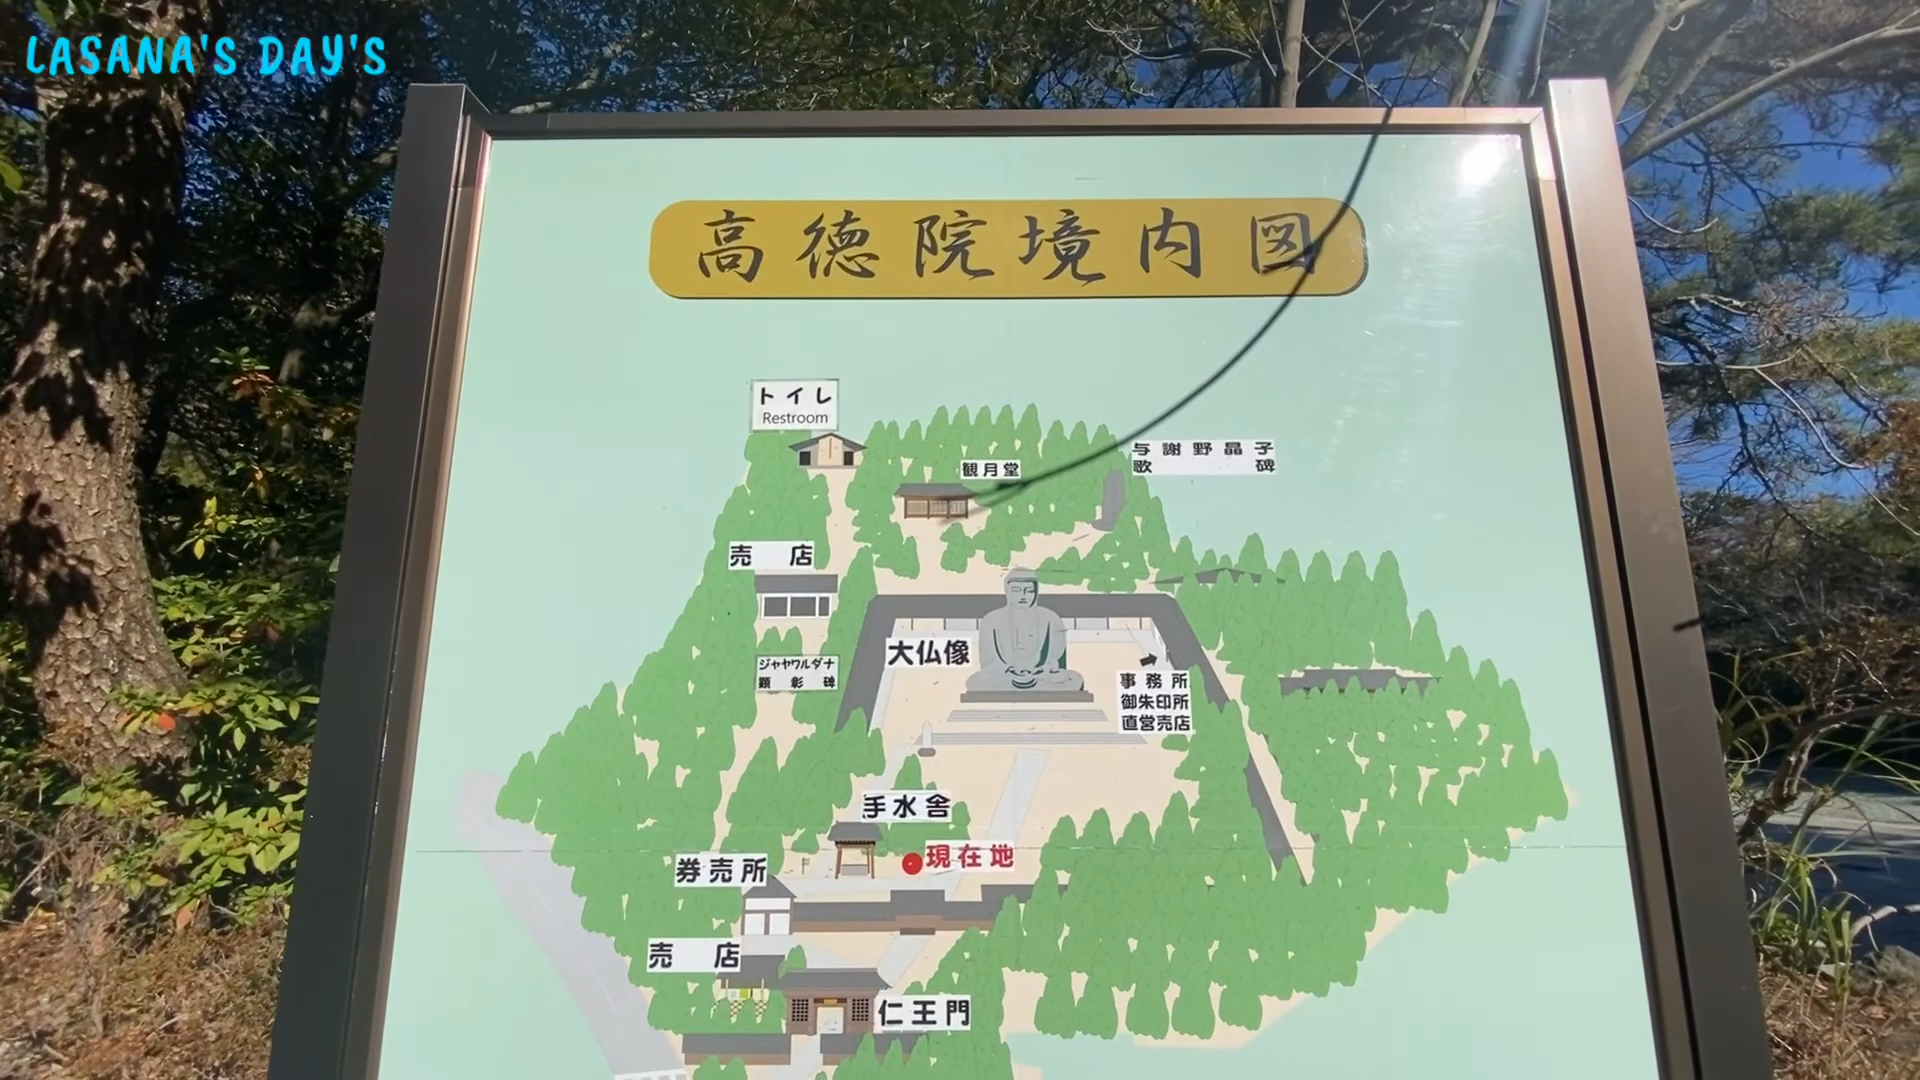 LASANA'S DAY'S
高徳院境内図
トイレ
Restroom
観月堂
与謝野晶子
歌碑
売店
ジャヤワルダナ
顕彰碑
大仏像
事務所
御朱印所
直営売店
手水舎
現在地
券売所
売店
仁王門